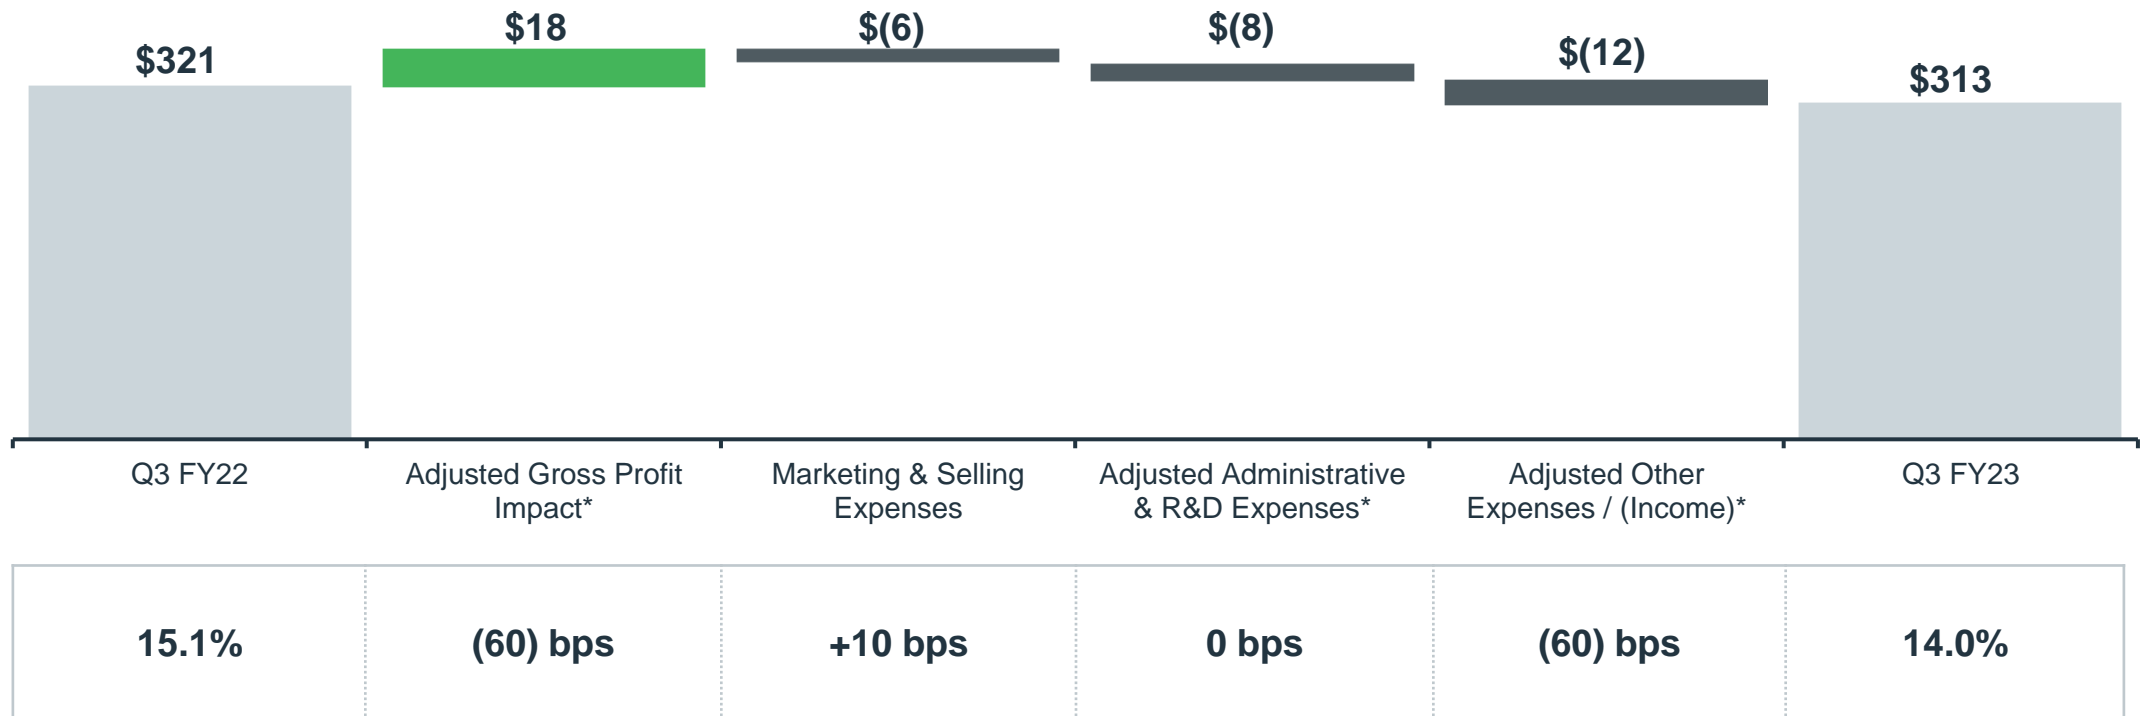 $321
$18
$(6)
$(8)
$(12)
$313
Q3 FY22
Adjusted Gross Profit
Impact*
Marketing & Selling
Expenses
Adjusted Administrative
& R&D Expenses*
Adjusted Other
Expenses / (Income)*
Q3 FY23
15.1%
(60) bps
+10 bps
0 bps
(60) bps
14.0%